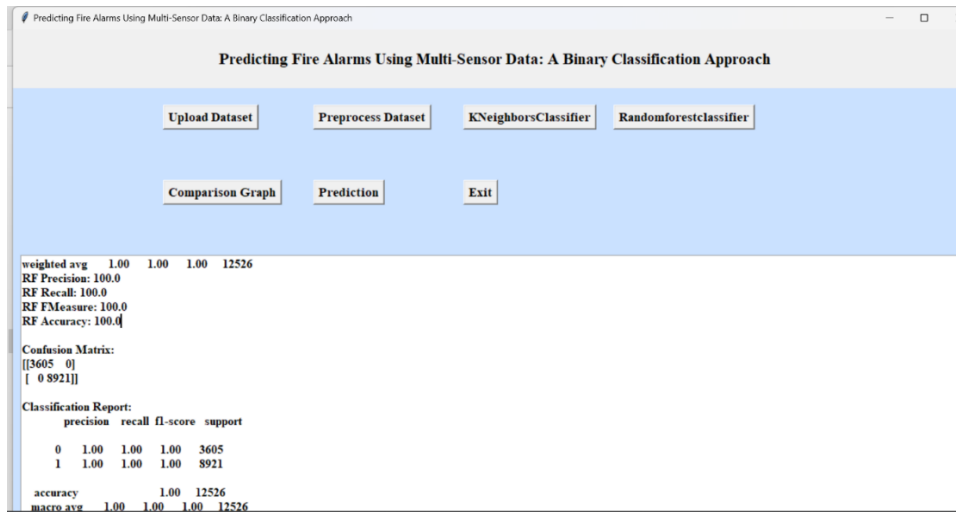 Predicting Fire Alarms Using Multi-Sensor Data: A Binary Classification Approach
Predicting Fire Alarms Using Multi-Sensor Data: A Binary Classification Approach
Upload Dataset Preprocess Dataset KNeighborsClassifier Randomforestclassifier
Comparison Graph Prediction Exit
weighted avg 1.00 1.00 1.00 12526
RF Precision: 100.0
RF Recall: 100.0
RF FMeasure: 100.0
RF Accuracy: 100.0
Confusion Matrix:
[[3605 0]
[ 0 8921]]
Classification Report:
precision recall f1-score support
0 1.00 1.00 1.00 3605
1 1.00 1.00 1.00 8921
accuracy 1.00 12526
macro avg 1.00 1.00 1.00 12526